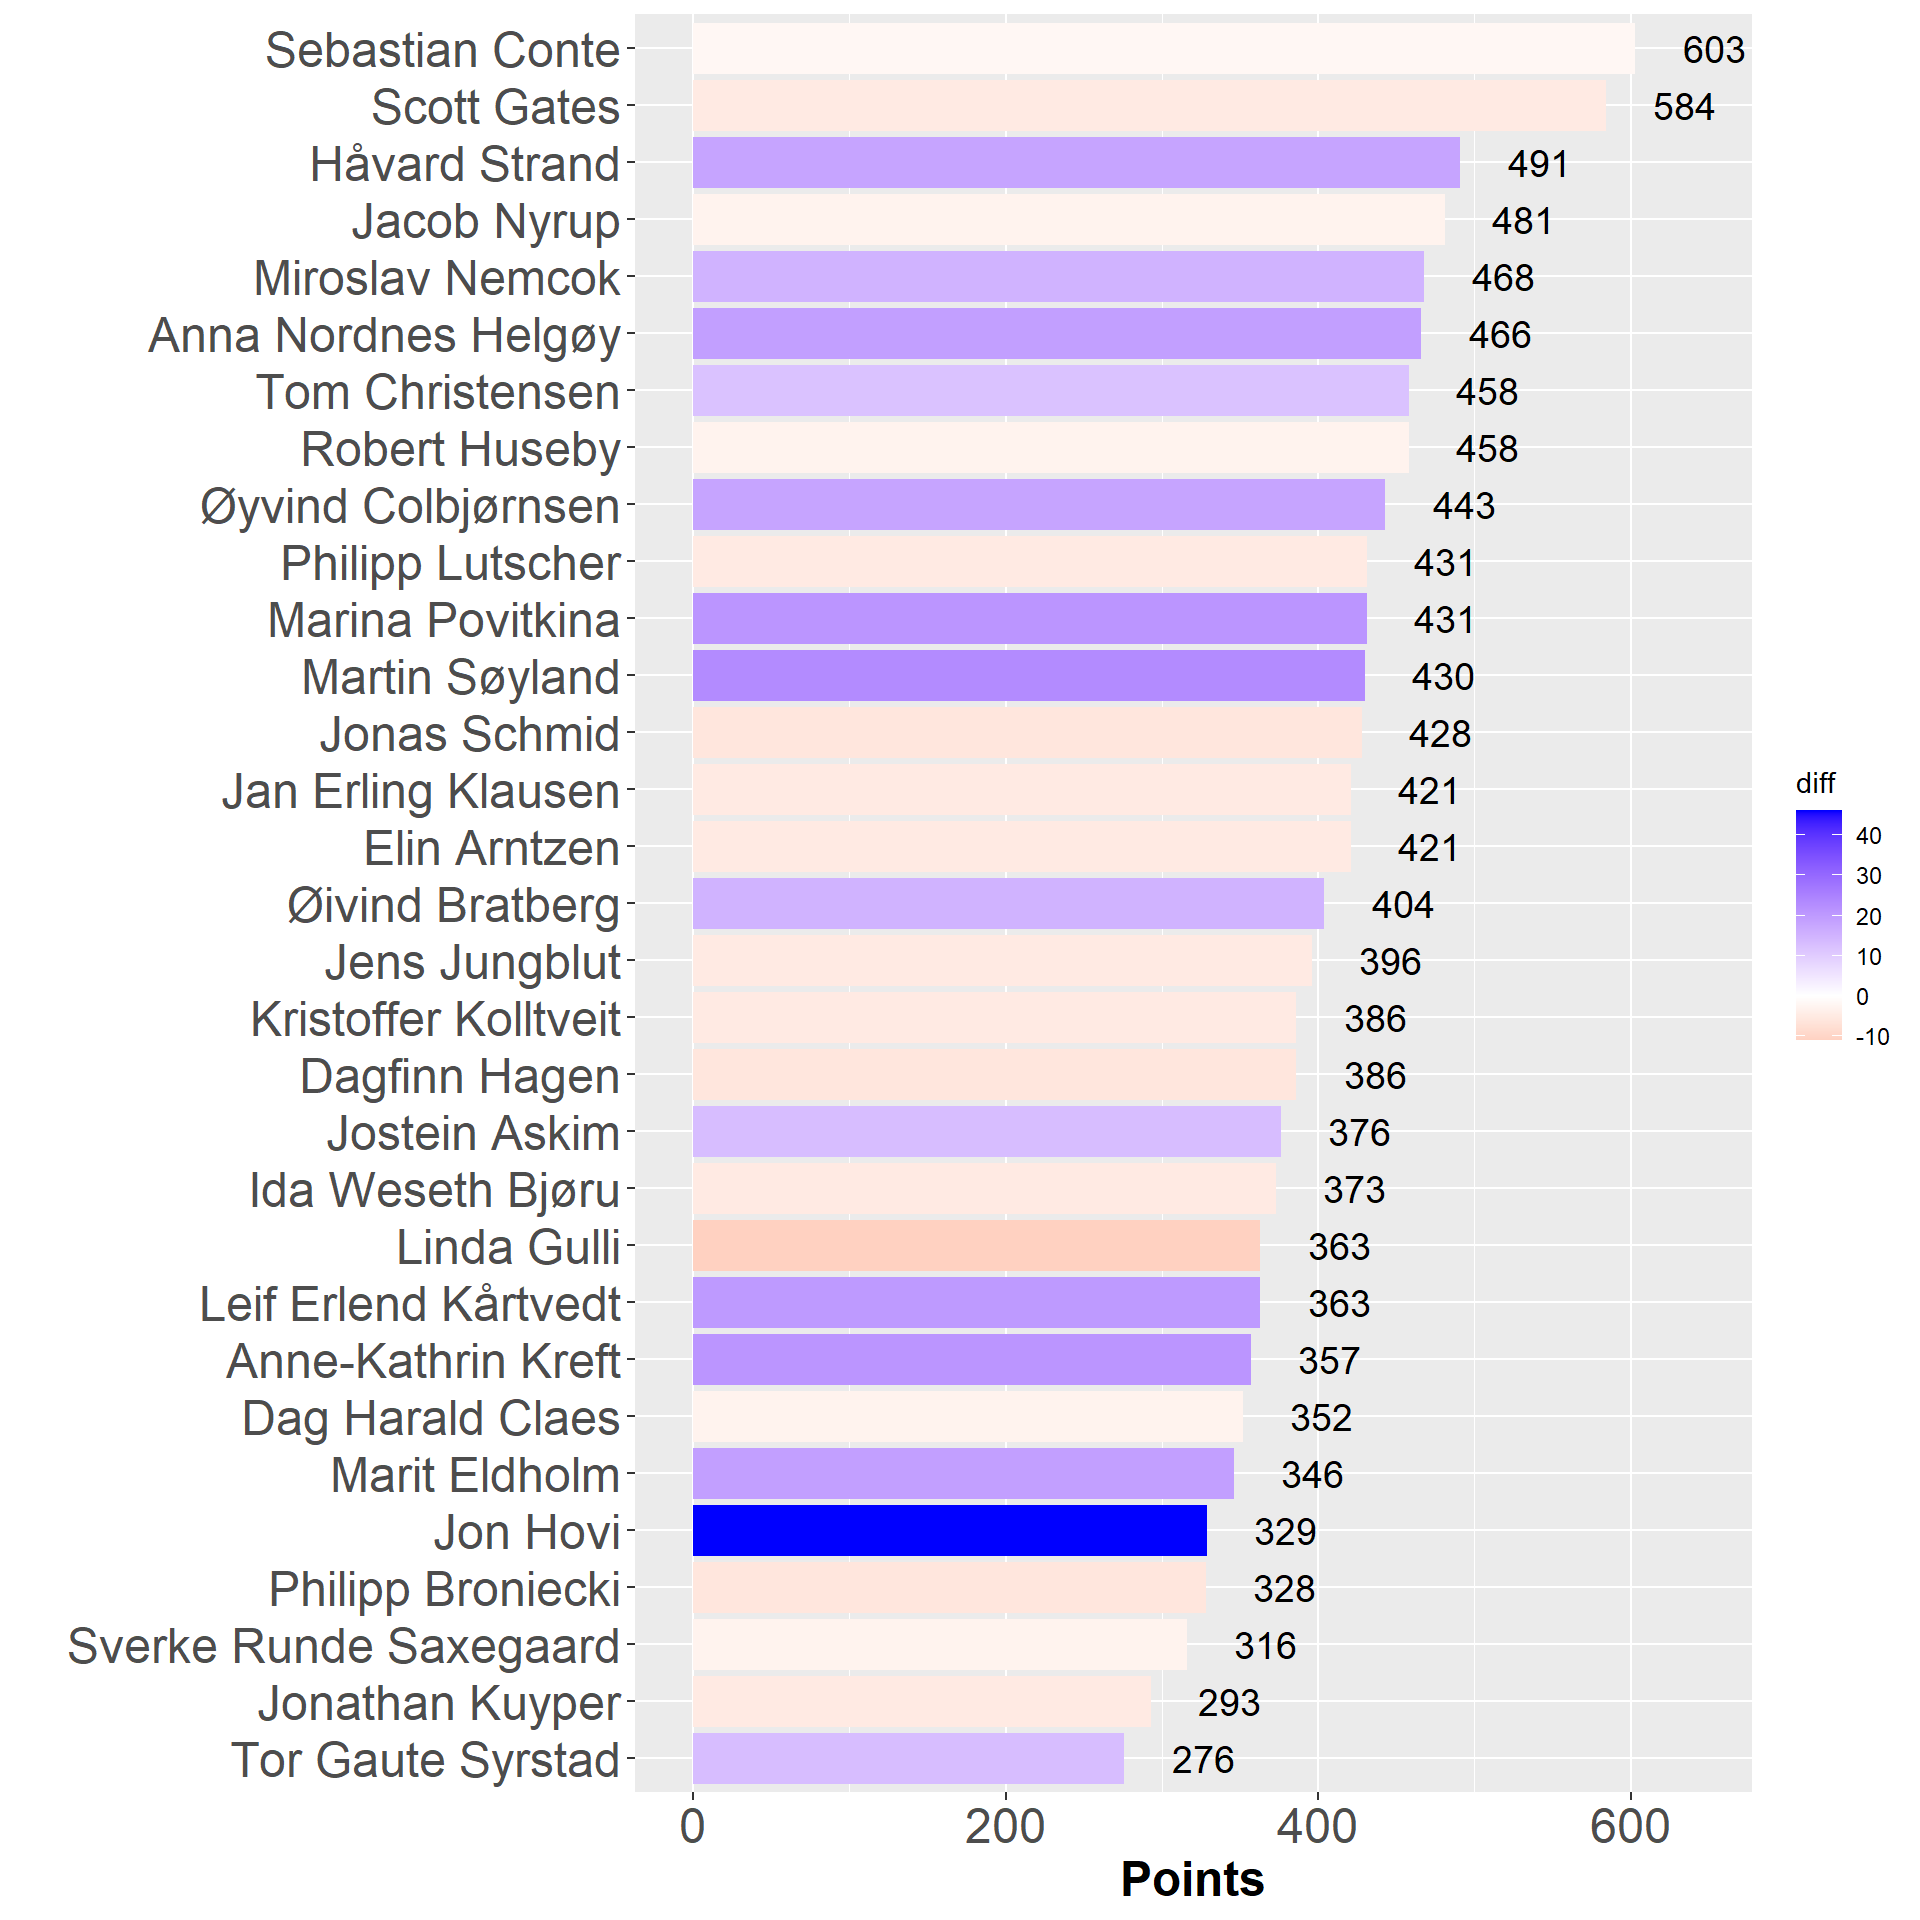 Sebastian Conte 603
Scott Gates 584
Håvard Strand 491
Jacob Nyrup 481
Miroslav Nemcok 468
Anna Nordnes Helgøy 466
Tom Christensen 458
Robert Huseby 458
Øyvind Colbjørnsen 443
Philipp Lutscher 431
Marina Povitkina 431
Martin Søyland 430
Jonas Schmid 428
Jan Erling Klausen 421
Elin Arntzen 421
Øivind Bratberg 404
Jens Jungblut 396
Kristoffer Kolltveit 386
Dagfinn Hagen 386
Jostein Askim 376
Ida Weseth Bjøru 373
Linda Gulli 363
Leif Erlend Kårtvedt 363
Anne-Kathrin Kreft 357
Dag Harald Claes 352
Marit Eldholm 346
Jon Hovi 329
Philipp Broniecki 328
Sverke Runde Saxegaard 316
Jonathan Kuyper 293
Tor Gaute Syrstad 276
0 200 400 600
Points
diff
40
30
20
10
0
-10